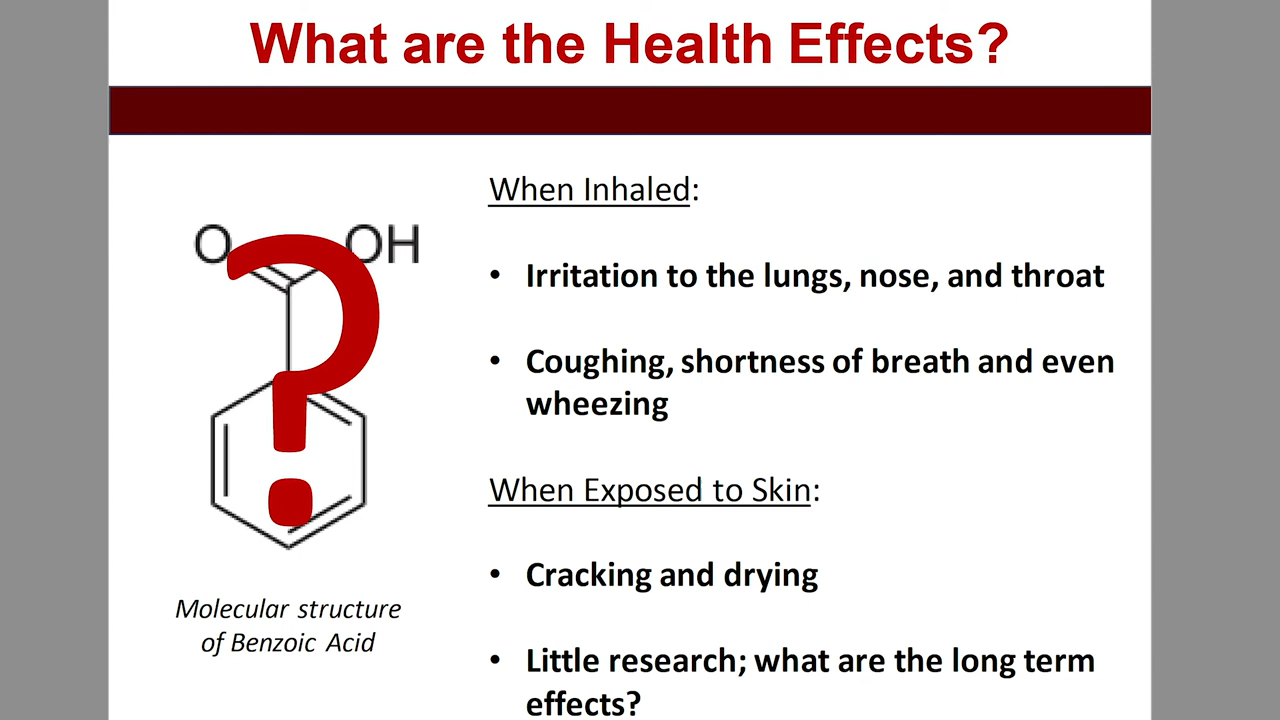 What are the Health Effects?
When Inhaled:
O
OH
• Irritation to the lungs, nose, and throat
• Coughing, shortness of breath and even
wheezing
?
When Exposed to Skin:
• Cracking and drying
Molecular structure
of Benzoic Acid
• Little research; what are the long term
effects?